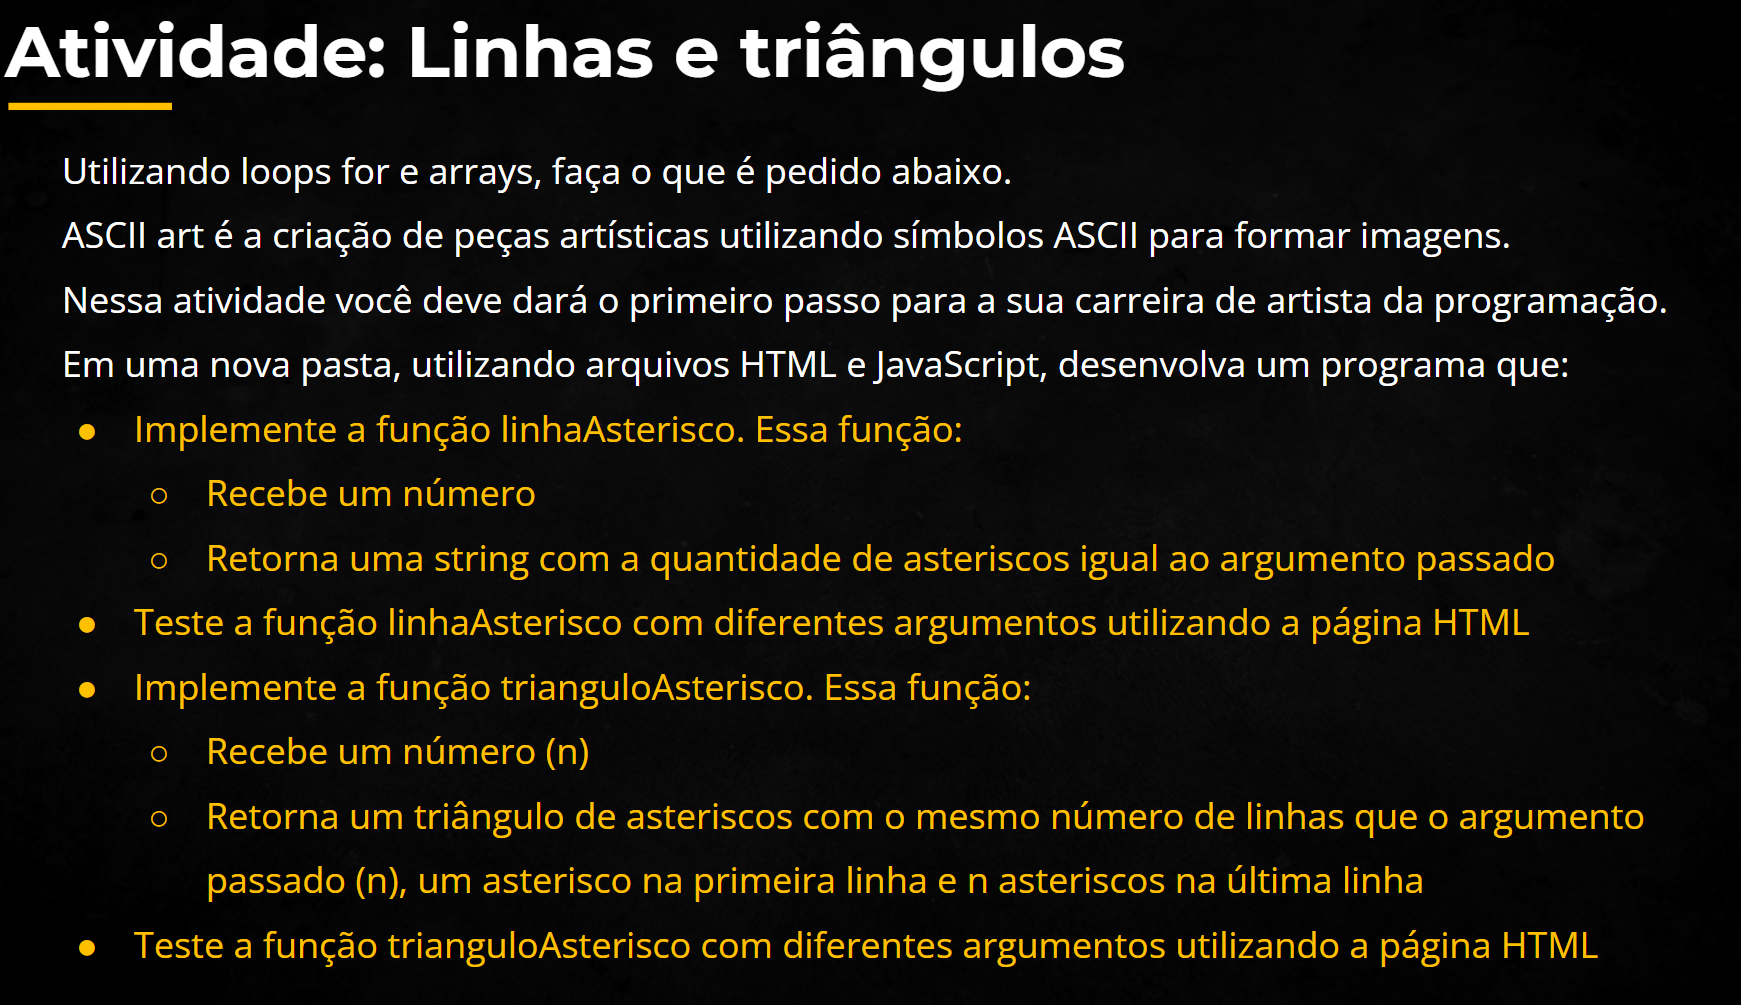 Atividade: Linhas e triângulos
Utilizando loops for e arrays, faça o que é pedido abaixo.
ASCII art é a criação de peças artísticas utilizando símbolos ASCII para formar imagens.
Nessa atividade você deve dará o primeiro passo para a sua carreira de artista da programação.
Em uma nova pasta, utilizando arquivos HTML e JavaScript, desenvolva um programa que:
● Implemente a função linhaAsterisco. Essa função:
○ Recebe um número
○ Retorna uma string com a quantidade de asteriscos igual ao argumento passado
● Teste a função linhaAsterisco com diferentes argumentos utilizando a página HTML
● Implemente a função trianguloAsterisco. Essa função:
○ Recebe um número (n)
○ Retorna um triângulo de asteriscos com o mesmo número de linhas que o argumento
passado (n), um asterisco na primeira linha e n asteriscos na última linha
● Teste a função trianguloAsterisco com diferentes argumentos utilizando a página HTML